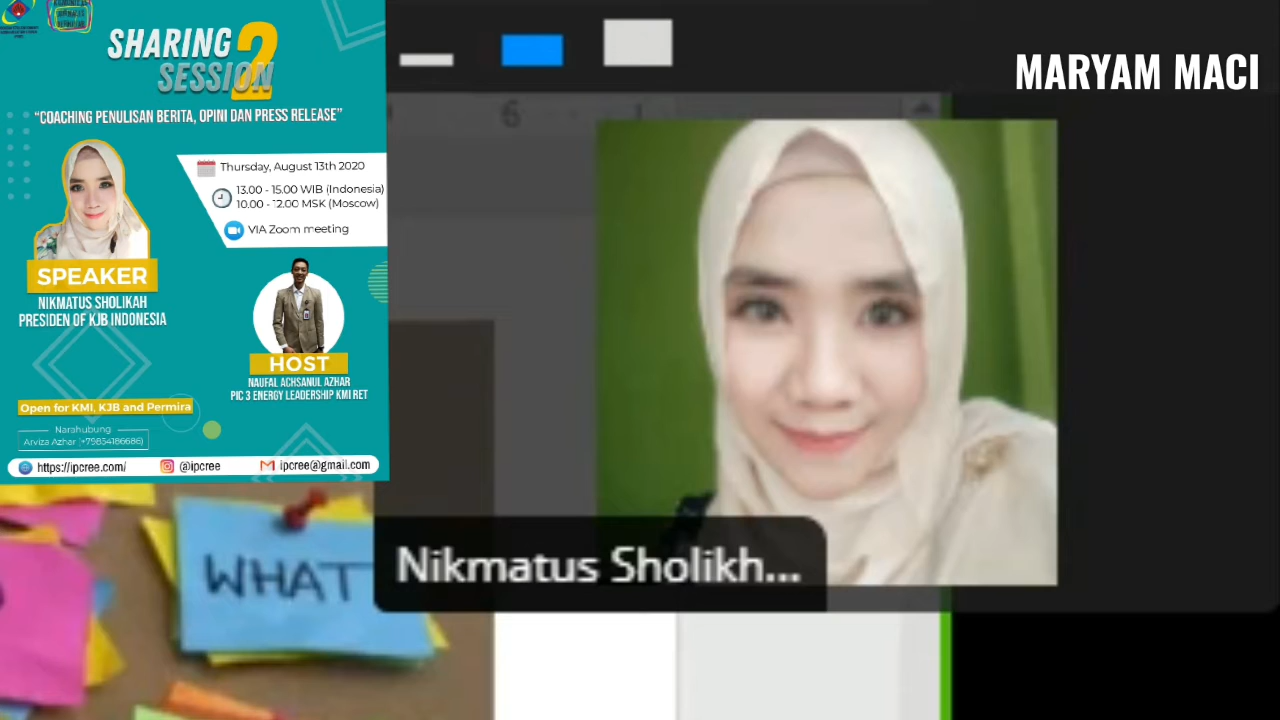 SHARING
SESSION 2
"COACHING PENULISAN BERITA, OPINI DAN PRESS RELEASE"
Thursday, August 13th 2020
13.00 - 15.00 WIB (Indonesia)
10.00 - 12.00 MSK (Moscow)
VIA Zoom meeting
SPEAKER
NIKMATUS SHOLIKAH
PRESIDEN OF KJB INDONESIA
HOST
NAUFAL ACHSANUL AZHAR
PIC 3 ENERGY LEADERSHIP KMI RET
Open for KMI, KJB and Permira
Narahubung
Arviza Azhar (+79854186686)
https://ipcree.com/
@ipcree
ipcree@gmail.com
MARYAM MACI
6
Nikmatus Sholikh...
WHAT